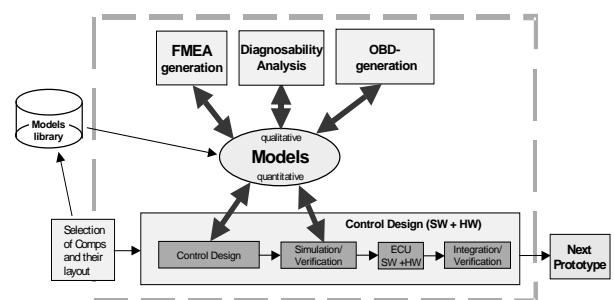 FMEA
generation
Diagnosability
Analysis
OBD-
generation
Models
library
qualitative
Models
quantitative
Selection
of Comps
and their
layout
Control Design (SW + HW)
Control Design
Simulation/
Verification
ECU
SW +HW
Integration/
Verification
Next
Prototype